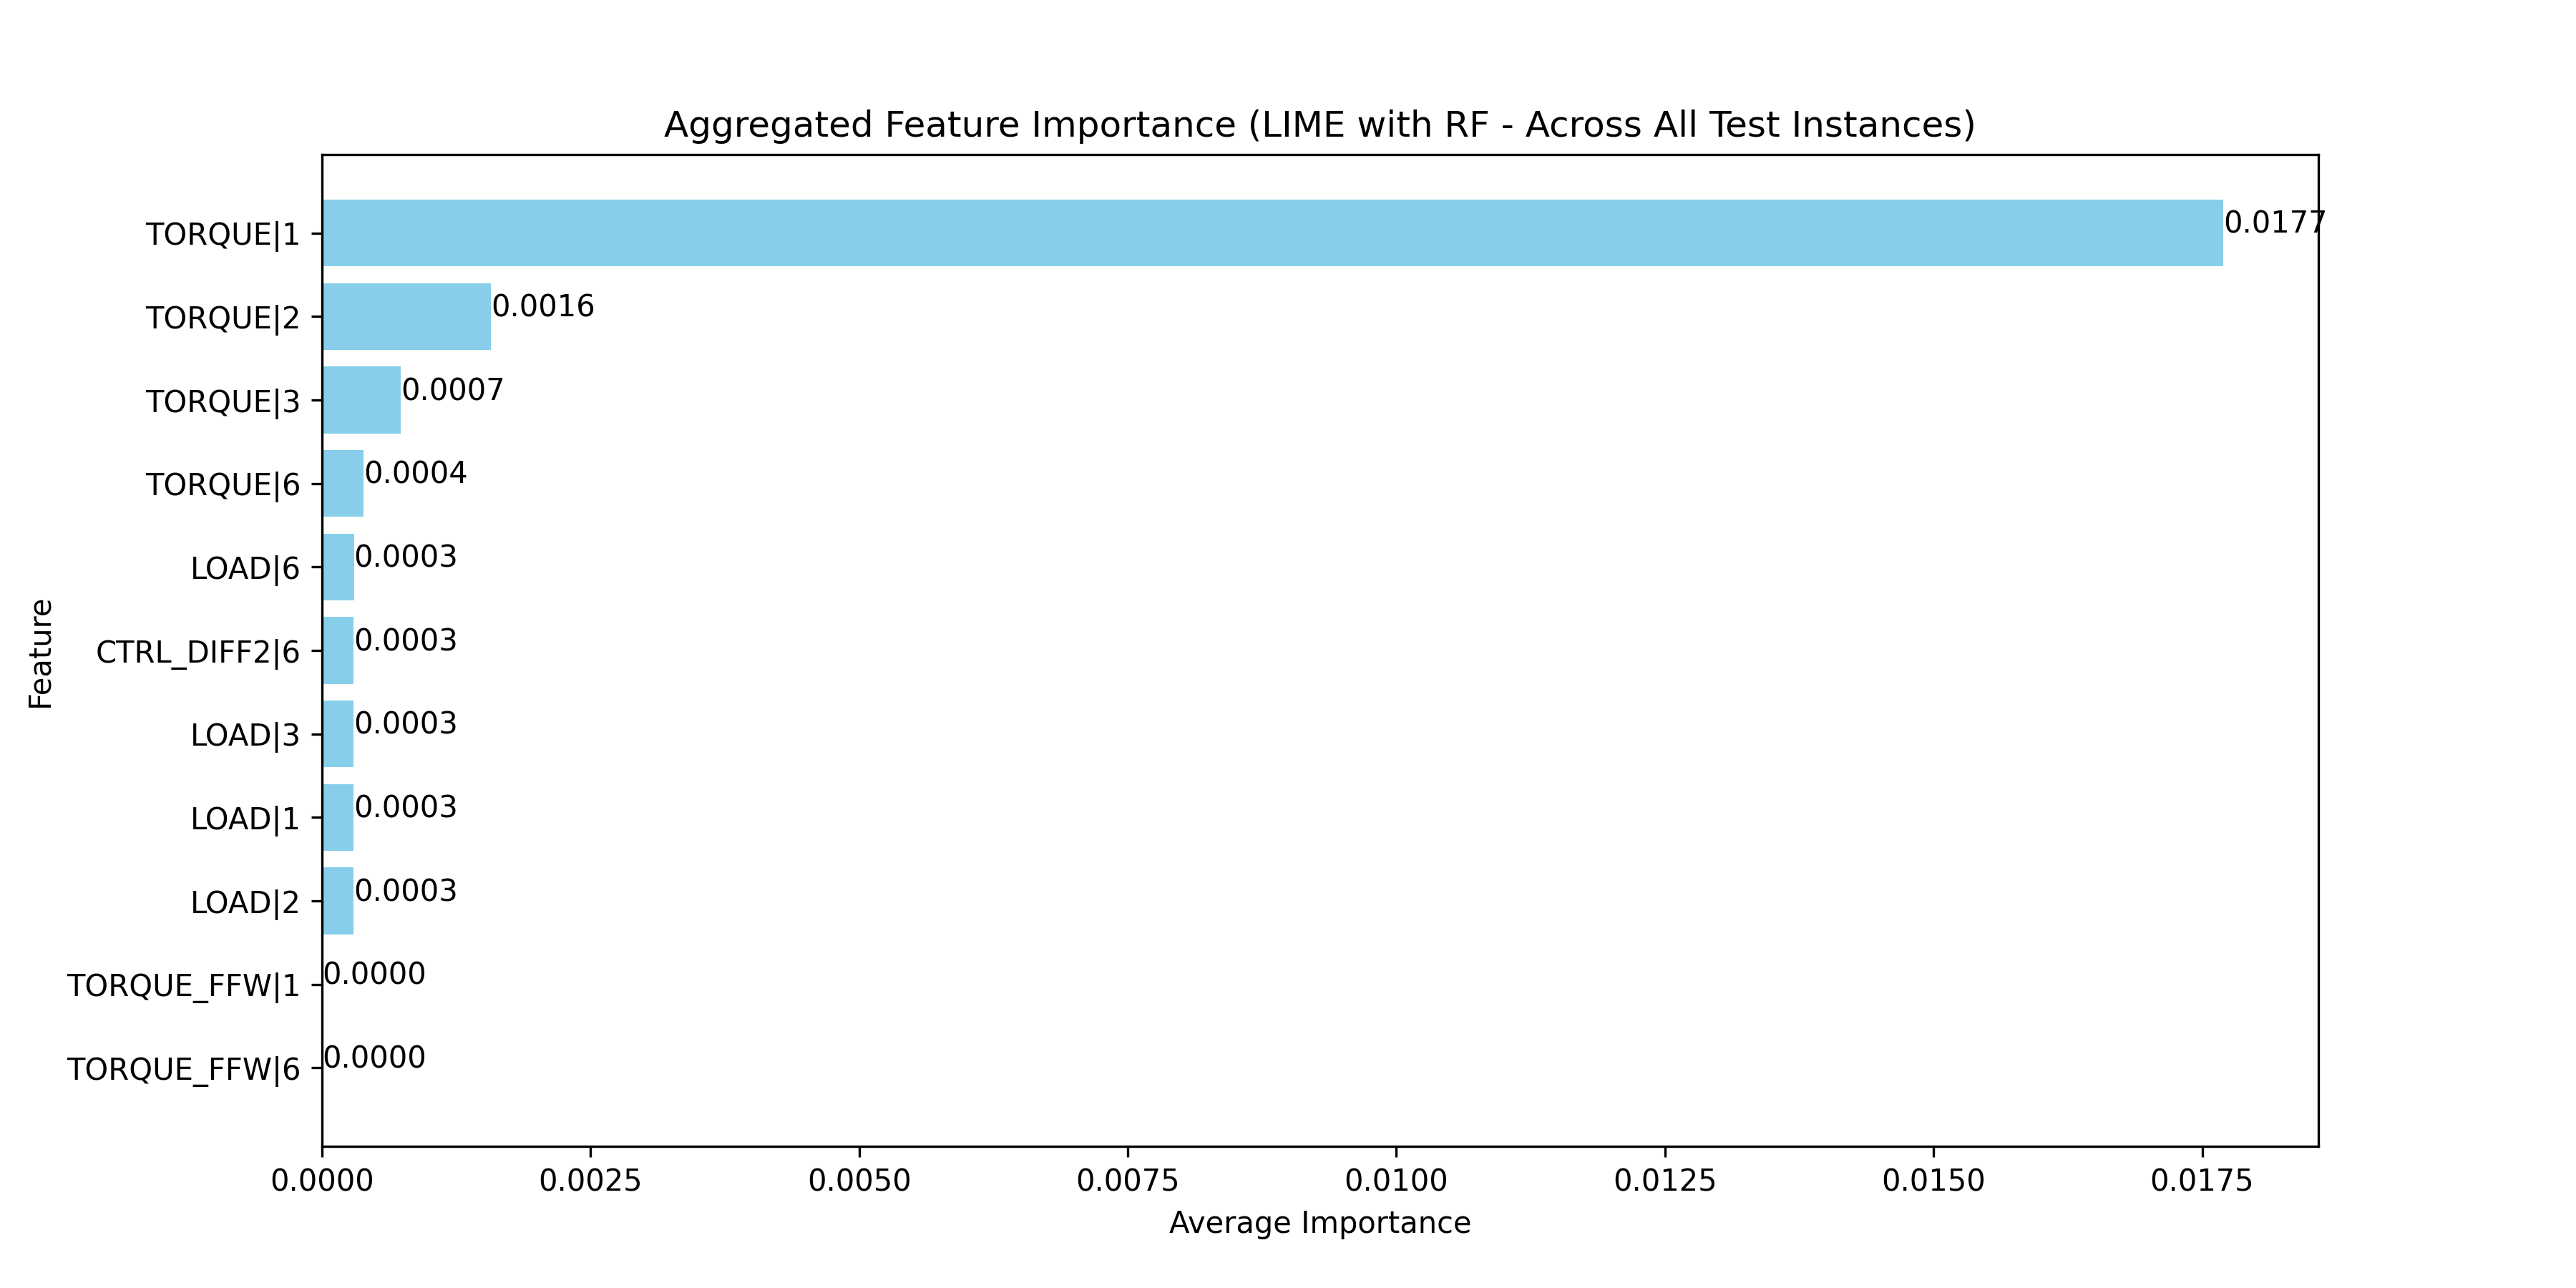 Aggregated Feature Importance (LIME with RF - Across All Test Instances)
TORQUE|1 0.0177
TORQUE|2 0.0016
TORQUE|3 0.0007
TORQUE|6 0.0004
LOAD|6 0.0003
CTRL_DIFF2|6 0.0003
LOAD|3 0.0003
LOAD|1 0.0003
LOAD|2 0.0003
TORQUE_FFW|1 0.0000
TORQUE_FFW|6 0.0000
Feature
0.0000 0.0025 0.0050 0.0075 0.0100 0.0125 0.0150 0.0175
Average Importance